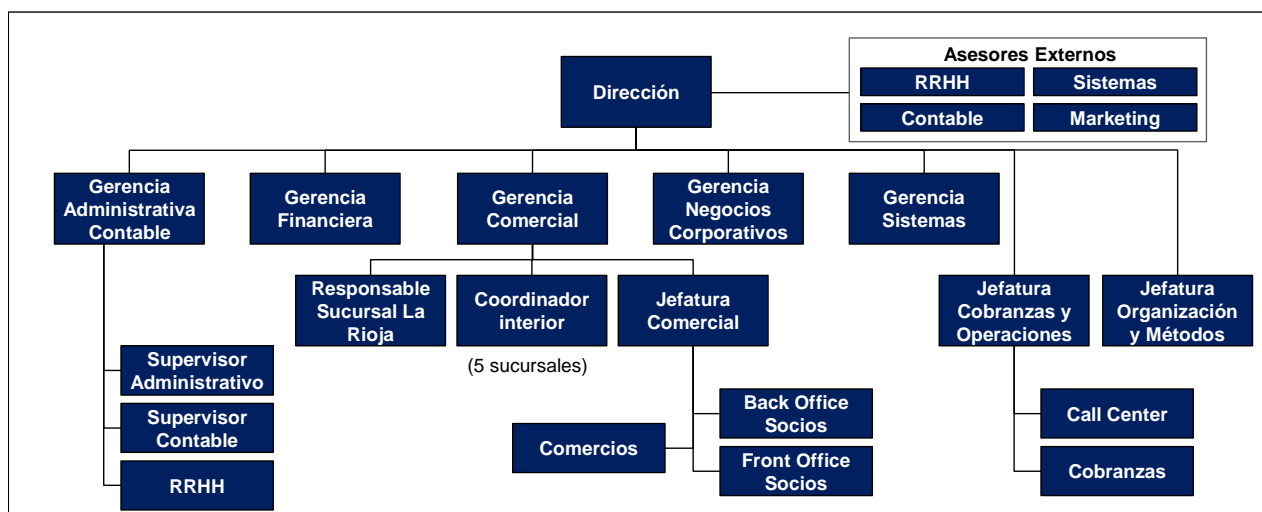 Asesores Externos
RRHH
Sistemas
Contable
Marketing
Dirección
Gerencia
Administrativa
Contable
Gerencia
Financiera
Gerencia
Comercial
Gerencia
Negocios
Corporativos
Gerencia
Sistemas
Responsable
Sucursal La
Rioja
Coordinador
interior
(5 sucursales)
Jefatura
Comercial
Jefatura
Cobranzas y
Operaciones
Jefatura
Organización
y Métodos
Supervisor
Administrativo
Supervisor
Contable
RRHH
Comercios
Back Office
Socios
Front Office
Socios
Call Center
Cobranzas